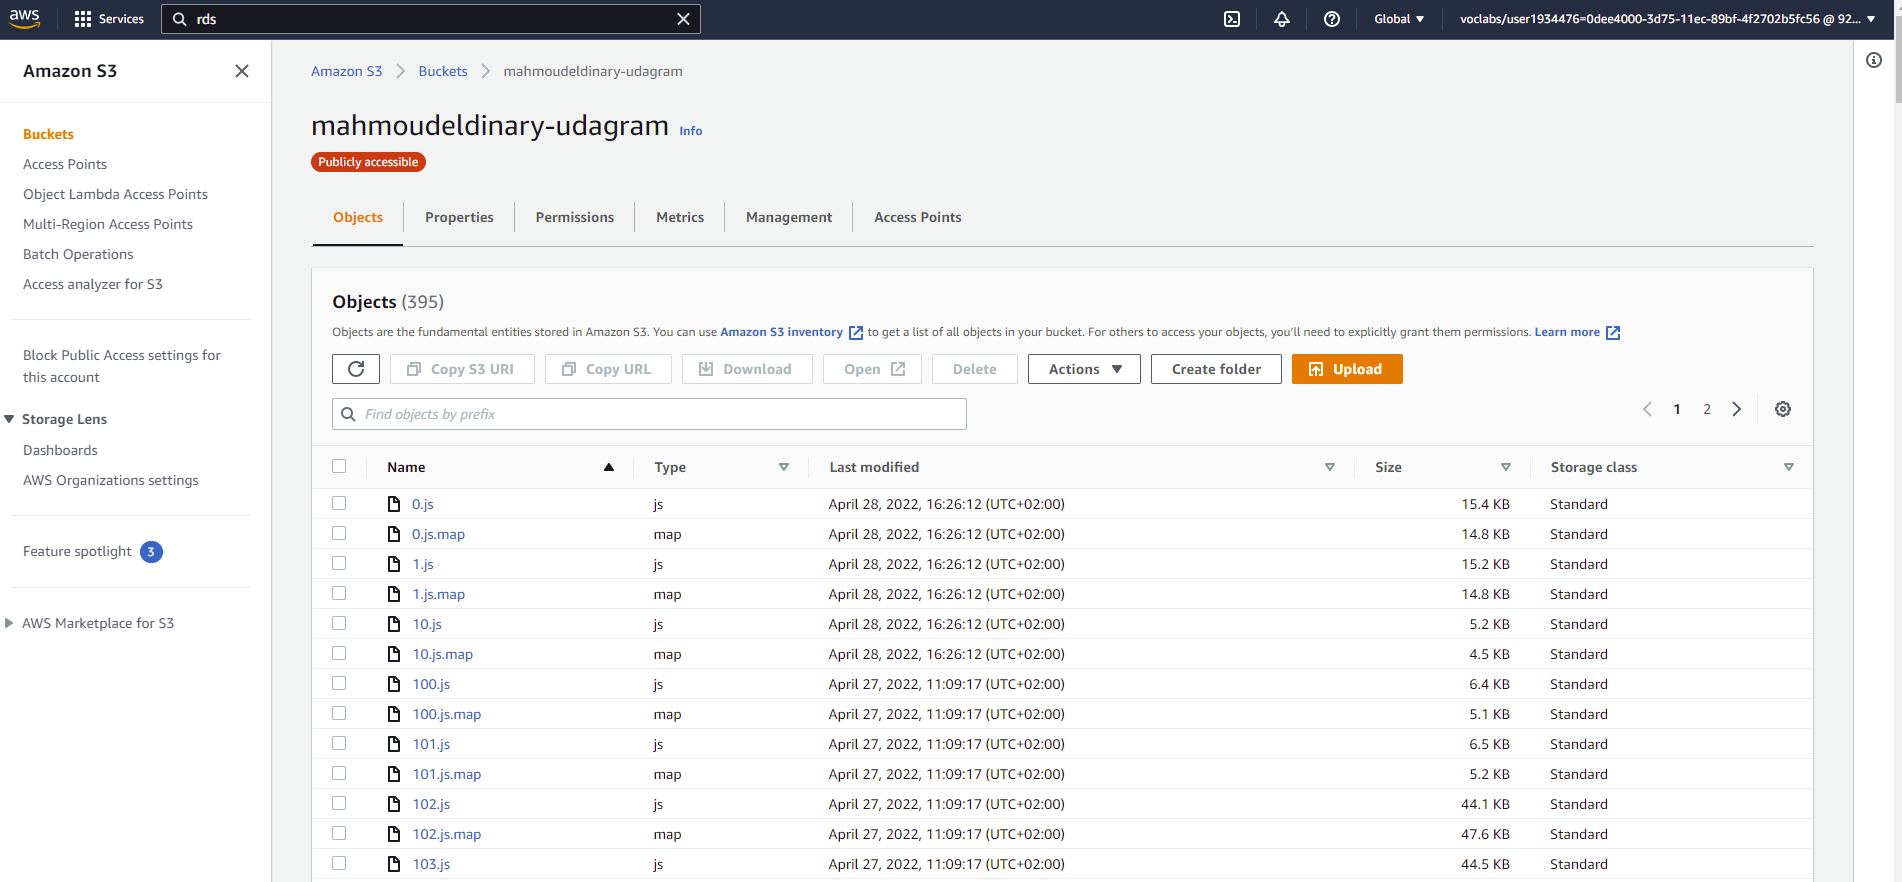 aws Services rds Global voclabs/user1934476=0dee4000-3d75-11ec-89bf-4f2702b5fc56 @ 92...
Amazon S3
Buckets
Access Points
Object Lambda Access Points
Multi-Region Access Points
Batch Operations
Access analyzer for S3
Block Public Access settings for
this account
Storage Lens
Dashboards
AWS Organizations settings
Feature spotlight 3
AWS Marketplace for S3
Amazon S3 Buckets mahmoudeldinary-udagram
mahmoudeldinary-udagram Info
Publicly accessible
Objects Properties Permissions Metrics Management Access Points
Objects (395)
Objects are the fundamental entities stored in Amazon S3. You can use Amazon S3 inventory to get a list of all objects in your bucket. For others to access your objects, you'll need to explicitly grant them permissions. Learn more
Copy S3 URI Copy URL Download Open Delete Actions Create folder Upload
Find objects by prefix 1 2
Name Type Last modified Size Storage class
0.js js April 28, 2022, 16:26:12 (UTC+02:00) 15.4 KB Standard
0.js.map map April 28, 2022, 16:26:12 (UTC+02:00) 14.8 KB Standard
1.js js April 28, 2022, 16:26:12 (UTC+02:00) 15.2 KB Standard
1.js.map map April 28, 2022, 16:26:12 (UTC+02:00) 14.8 KB Standard
10.js js April 28, 2022, 16:26:12 (UTC+02:00) 5.2 KB Standard
10.js.map map April 28, 2022, 16:26:12 (UTC+02:00) 4.5 KB Standard
100.js js April 27, 2022, 11:09:17 (UTC+02:00) 6.4 KB Standard
100.js.map map April 27, 2022, 11:09:17 (UTC+02:00) 5.1 KB Standard
101.js js April 27, 2022, 11:09:17 (UTC+02:00) 6.5 KB Standard
101.js.map map April 27, 2022, 11:09:17 (UTC+02:00) 5.2 KB Standard
102.js js April 27, 2022, 11:09:17 (UTC+02:00) 44.1 KB Standard
102.js.map map April 27, 2022, 11:09:17 (UTC+02:00) 47.6 KB Standard
103.js js April 27, 2022, 11:09:17 (UTC+02:00) 44.5 KB Standard